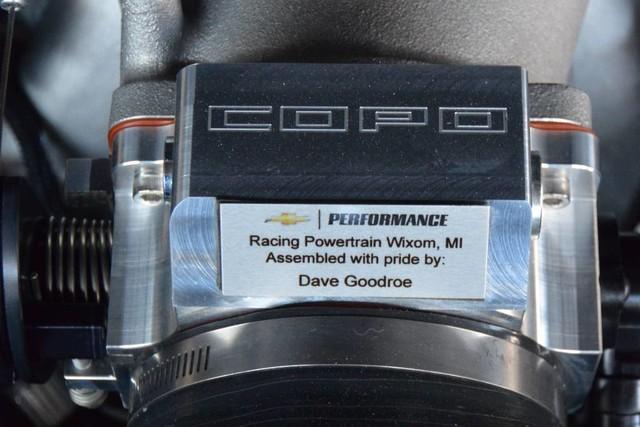 COPO
PERFORMANCE
Racing Powertrain Wixom, MI
Assembled with pride by:
Dave Goodroe